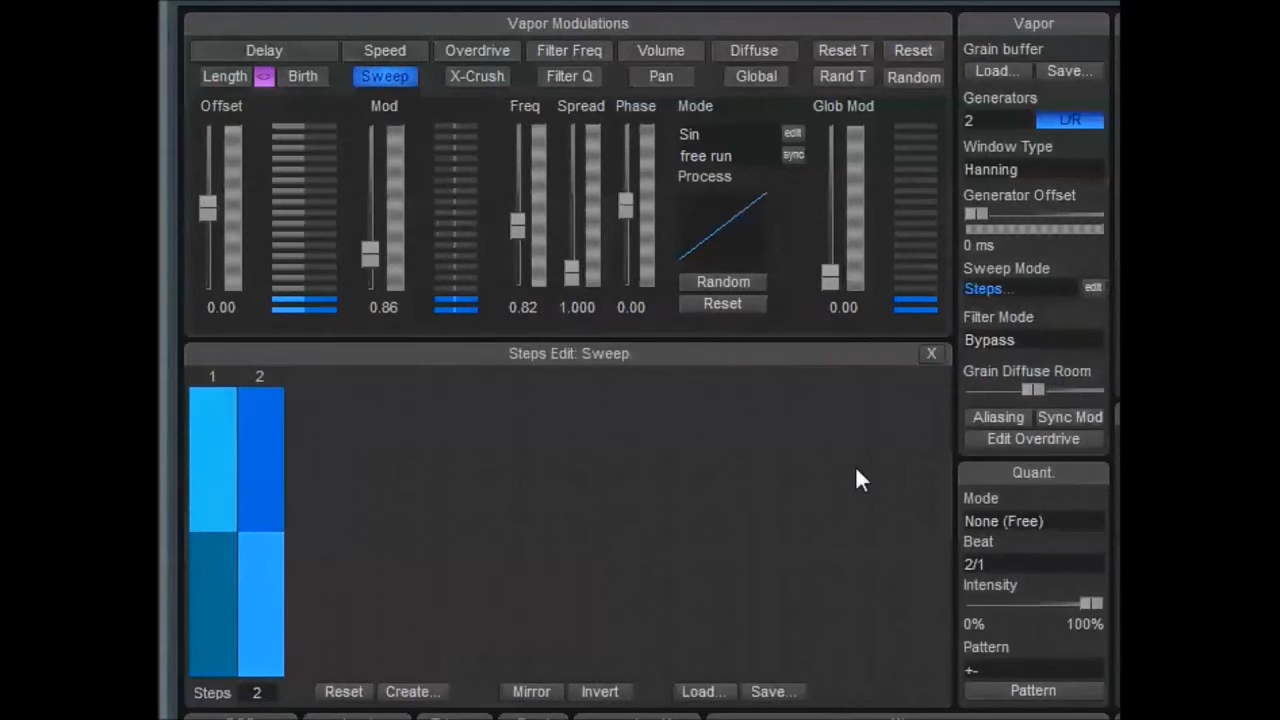 Vapor Modulations
Delay Speed Overdrive Filter Freq Volume Diffuse Reset T Reset
Length <> Birth Sweep X-Crush Filter Q Pan Global Rand T Random
Offset Mod Freq Spread Phase Mode Glob Mod
Sin edit
free run sync
Process
Random
Reset
0.00 0.86 0.82 1.000 0.00 0.00
Steps Edit: Sweep X
1 2
Steps 2 Reset Create... Mirror Invert Load... Save...
Vapor
Grain buffer
Load... Save...
Generators
2 L/R
Window Type
Hanning
Generator Offset
0 ms
Sweep Mode
Steps... edit
Filter Mode
Bypass
Grain Diffuse Room
Aliasing Sync Mod
Edit Overdrive
Quant.
Mode
None (Free)
Beat
2/1
Intensity
0% 100%
Pattern
+-
Pattern